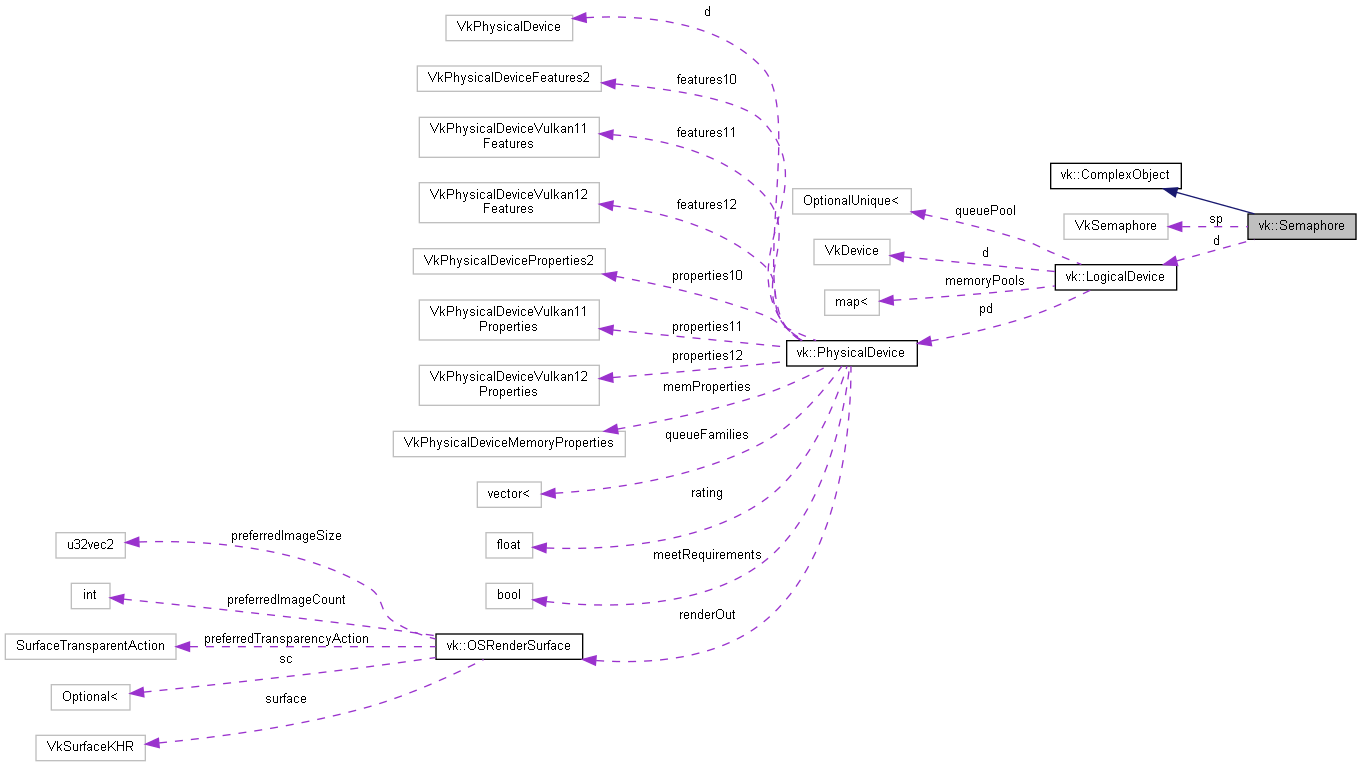 d
VkPhysicalDevice
features10
VkPhysicalDeviceFeatures2
features11
VkPhysicalDeviceVulkan11
Features
features12
VkPhysicalDeviceVulkan12
Features
properties10
VkPhysicalDeviceProperties2
properties11
VkPhysicalDeviceVulkan11
Properties
properties12
VkPhysicalDeviceVulkan12
Properties
memProperties
VkPhysicalDeviceMemoryProperties
queueFamilies
vector<
rating
float
meetRequirements
bool
renderOut
vk::ComplexObject
OptionalUnique<
queuePool
VkSemaphore
sp
vk::Semaphore
d
VkDevice
d
vk::LogicalDevice
memoryPools
map<
pd
vk::PhysicalDevice
preferredImageSize
u32vec2
preferredImageCount
int
preferredTransparencyAction
SurfaceTransparentAction
vk::OSRenderSurface
sc
Optional<
surface
VkSurfaceKHR